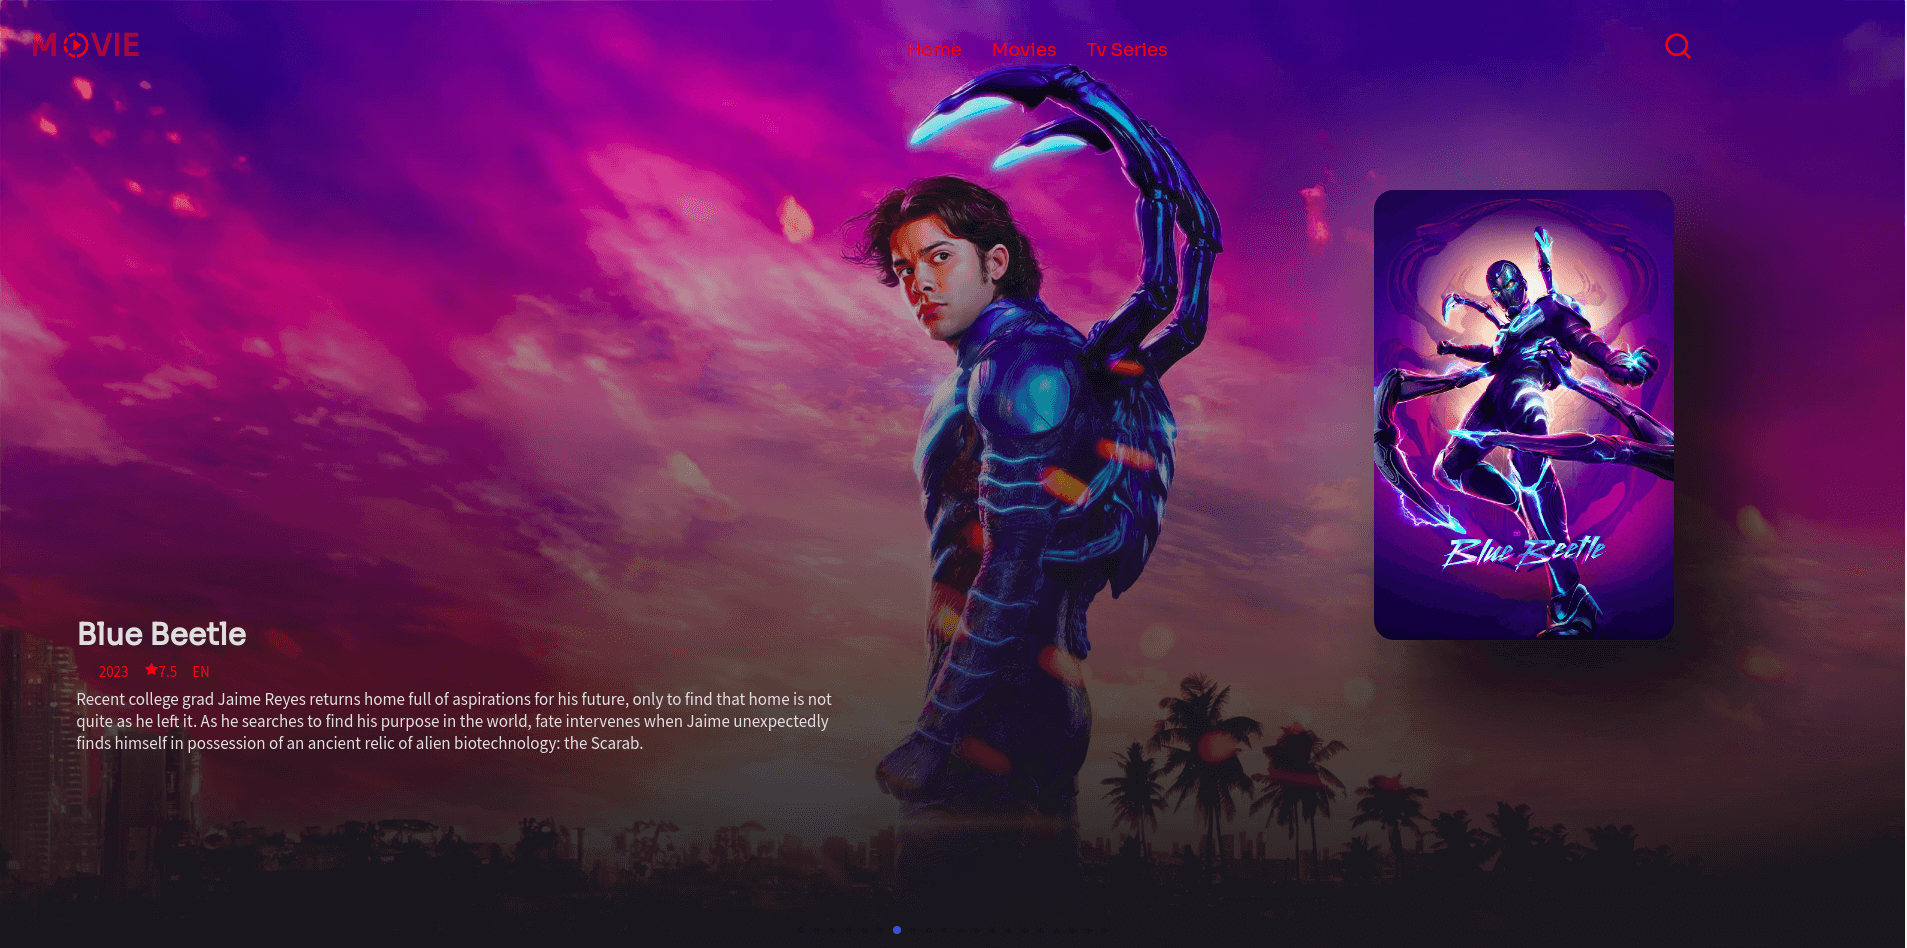 MOVIE
Home Movies Tv Series
Blue Beetle
Blue Beetle
2023 7.5 EN
Recent college grad Jaime Reyes returns home full of aspirations for his future, only to find that home is not
quite as he left it. As he searches to find his purpose in the world, fate intervenes when Jaime unexpectedly
finds himself in possession of an ancient relic of alien biotechnology: the Scarab.